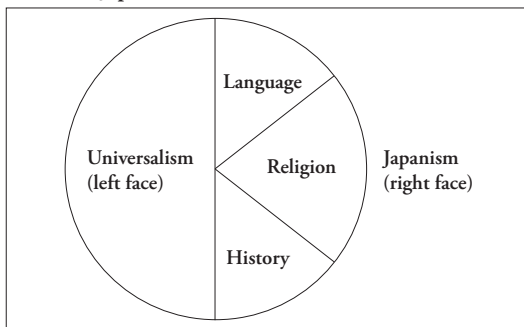 Language
Universalism
(left face)
Religion
Japanism
(right face)
History